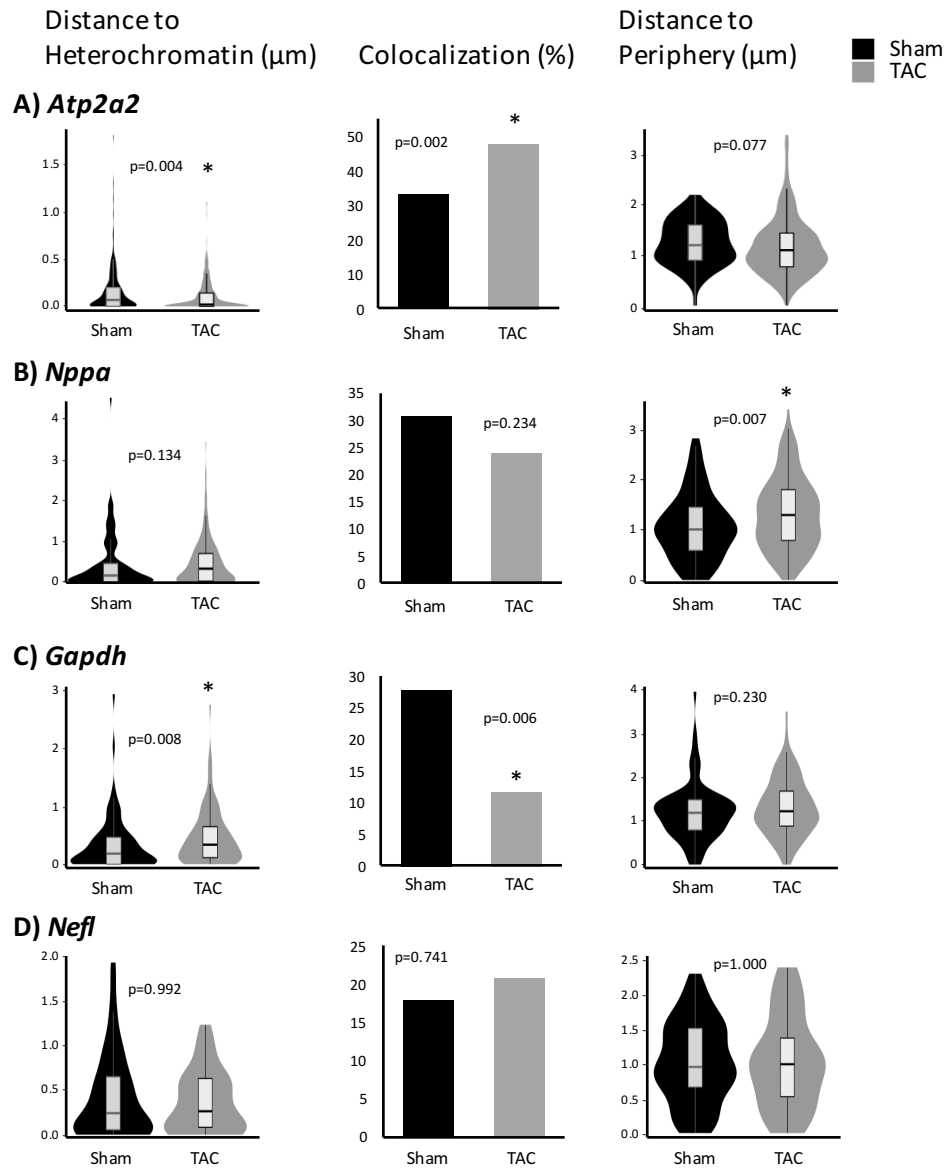 Distance to
Heterochromatin (µm)
Colocalization (%)
Distance to
Periphery (µm)
Sham
TAC
A) Atp2a2
1.5
1.0
0.5
0.0
p=0.004
*
Sham
TAC
50
40
30
20
10
0
p=0.002
*
Sham
TAC
3
2
1
0
p=0.077
Sham
TAC
B) Nppa
4
3
2
1
0
p=0.134
Sham
TAC
35
30
25
20
15
10
5
0
p=0.234
Sham
TAC
3
2
1
0
p=0.007
*
Sham
TAC
C) Gapdh
3
2
1
0
p=0.008
*
Sham
TAC
30
25
20
15
10
5
0
p=0.006
*
Sham
TAC
4
3
2
1
0
p=0.230
Sham
TAC
D) Nefl
2.0
1.5
1.0
0.5
0.0
p=0.992
Sham
TAC
25
20
15
10
5
0
p=0.741
Sham
TAC
2.5
2.0
1.5
1.0
0.5
0.0
p=1.000
Sham
TAC